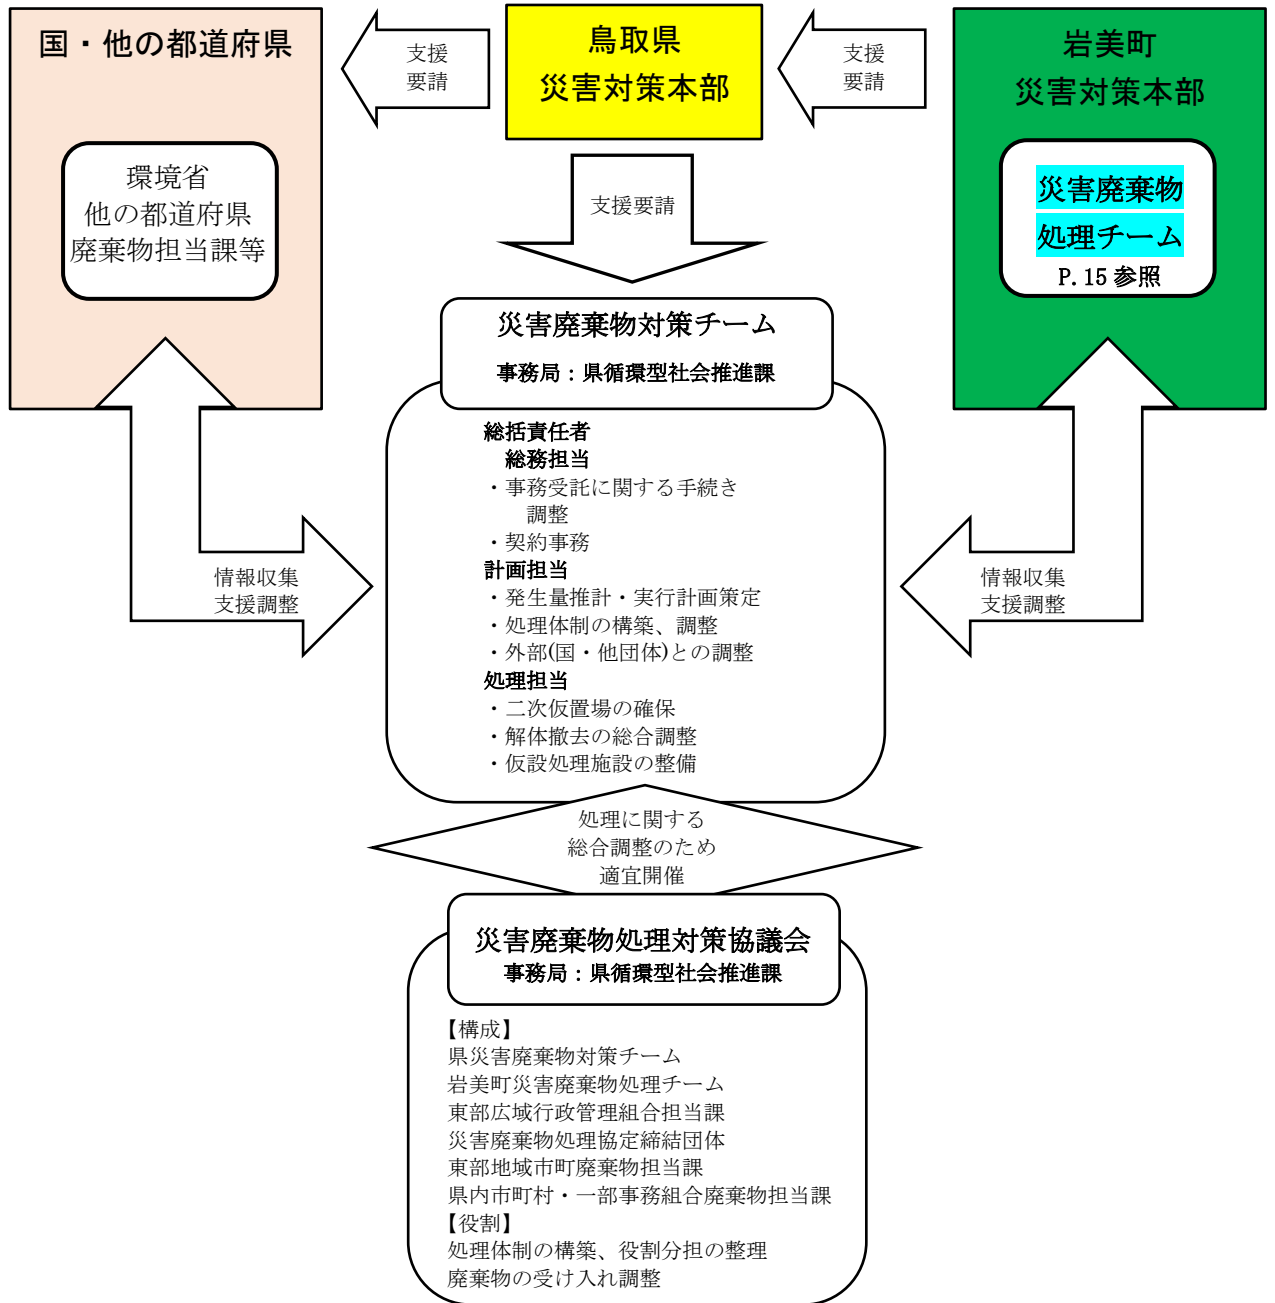 国・他の都道府県
環境省
他の都道府県
廃棄物担当課等
支援
要請
鳥取県
災害対策本部
支援
要請
岩美町
災害対策本部
災害廃棄物
処理チーム
P.15 参照
支援要請
災害廃棄物対策チーム
事務局：県循環型社会推進課
総括責任者
総務担当
・事務受託に関する手続き
調整
・契約事務
計画担当
・発生量推計・実行計画策定
・処理体制の構築、調整
・外部(国・他団体)との調整
処理担当
・二次仮置場の確保
・解体撤去の総合調整
・仮設処理施設の整備
情報収集
支援調整
情報収集
支援調整
処理に関する
総合調整のため
適宜開催
災害廃棄物処理対策協議会
事務局：県循環型社会推進課
【構成】
県災害廃棄物対策チーム
岩美町災害廃棄物処理チーム
東部広域行政管理組合担当課
災害廃棄物処理協定締結団体
東部地域市町廃棄物担当課
県内市町村・一部事務組合廃棄物担当課
【役割】
処理体制の構築、役割分担の整理
廃棄物の受け入れ調整